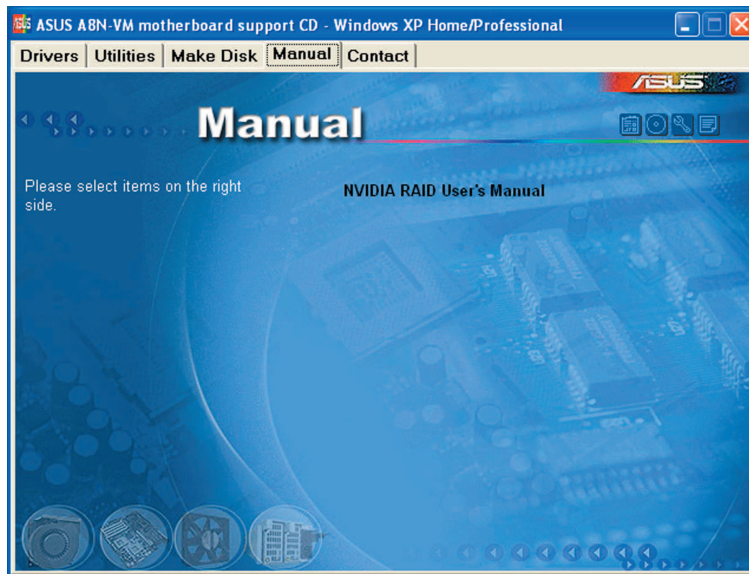 ASUS A8N-VM motherboard support CD - Windows XP Home/Professional
Drivers Utilities Make Disk Manual Contact
ASUS
Manual
Please select items on the right
side.
NVIDIA RAID User's Manual